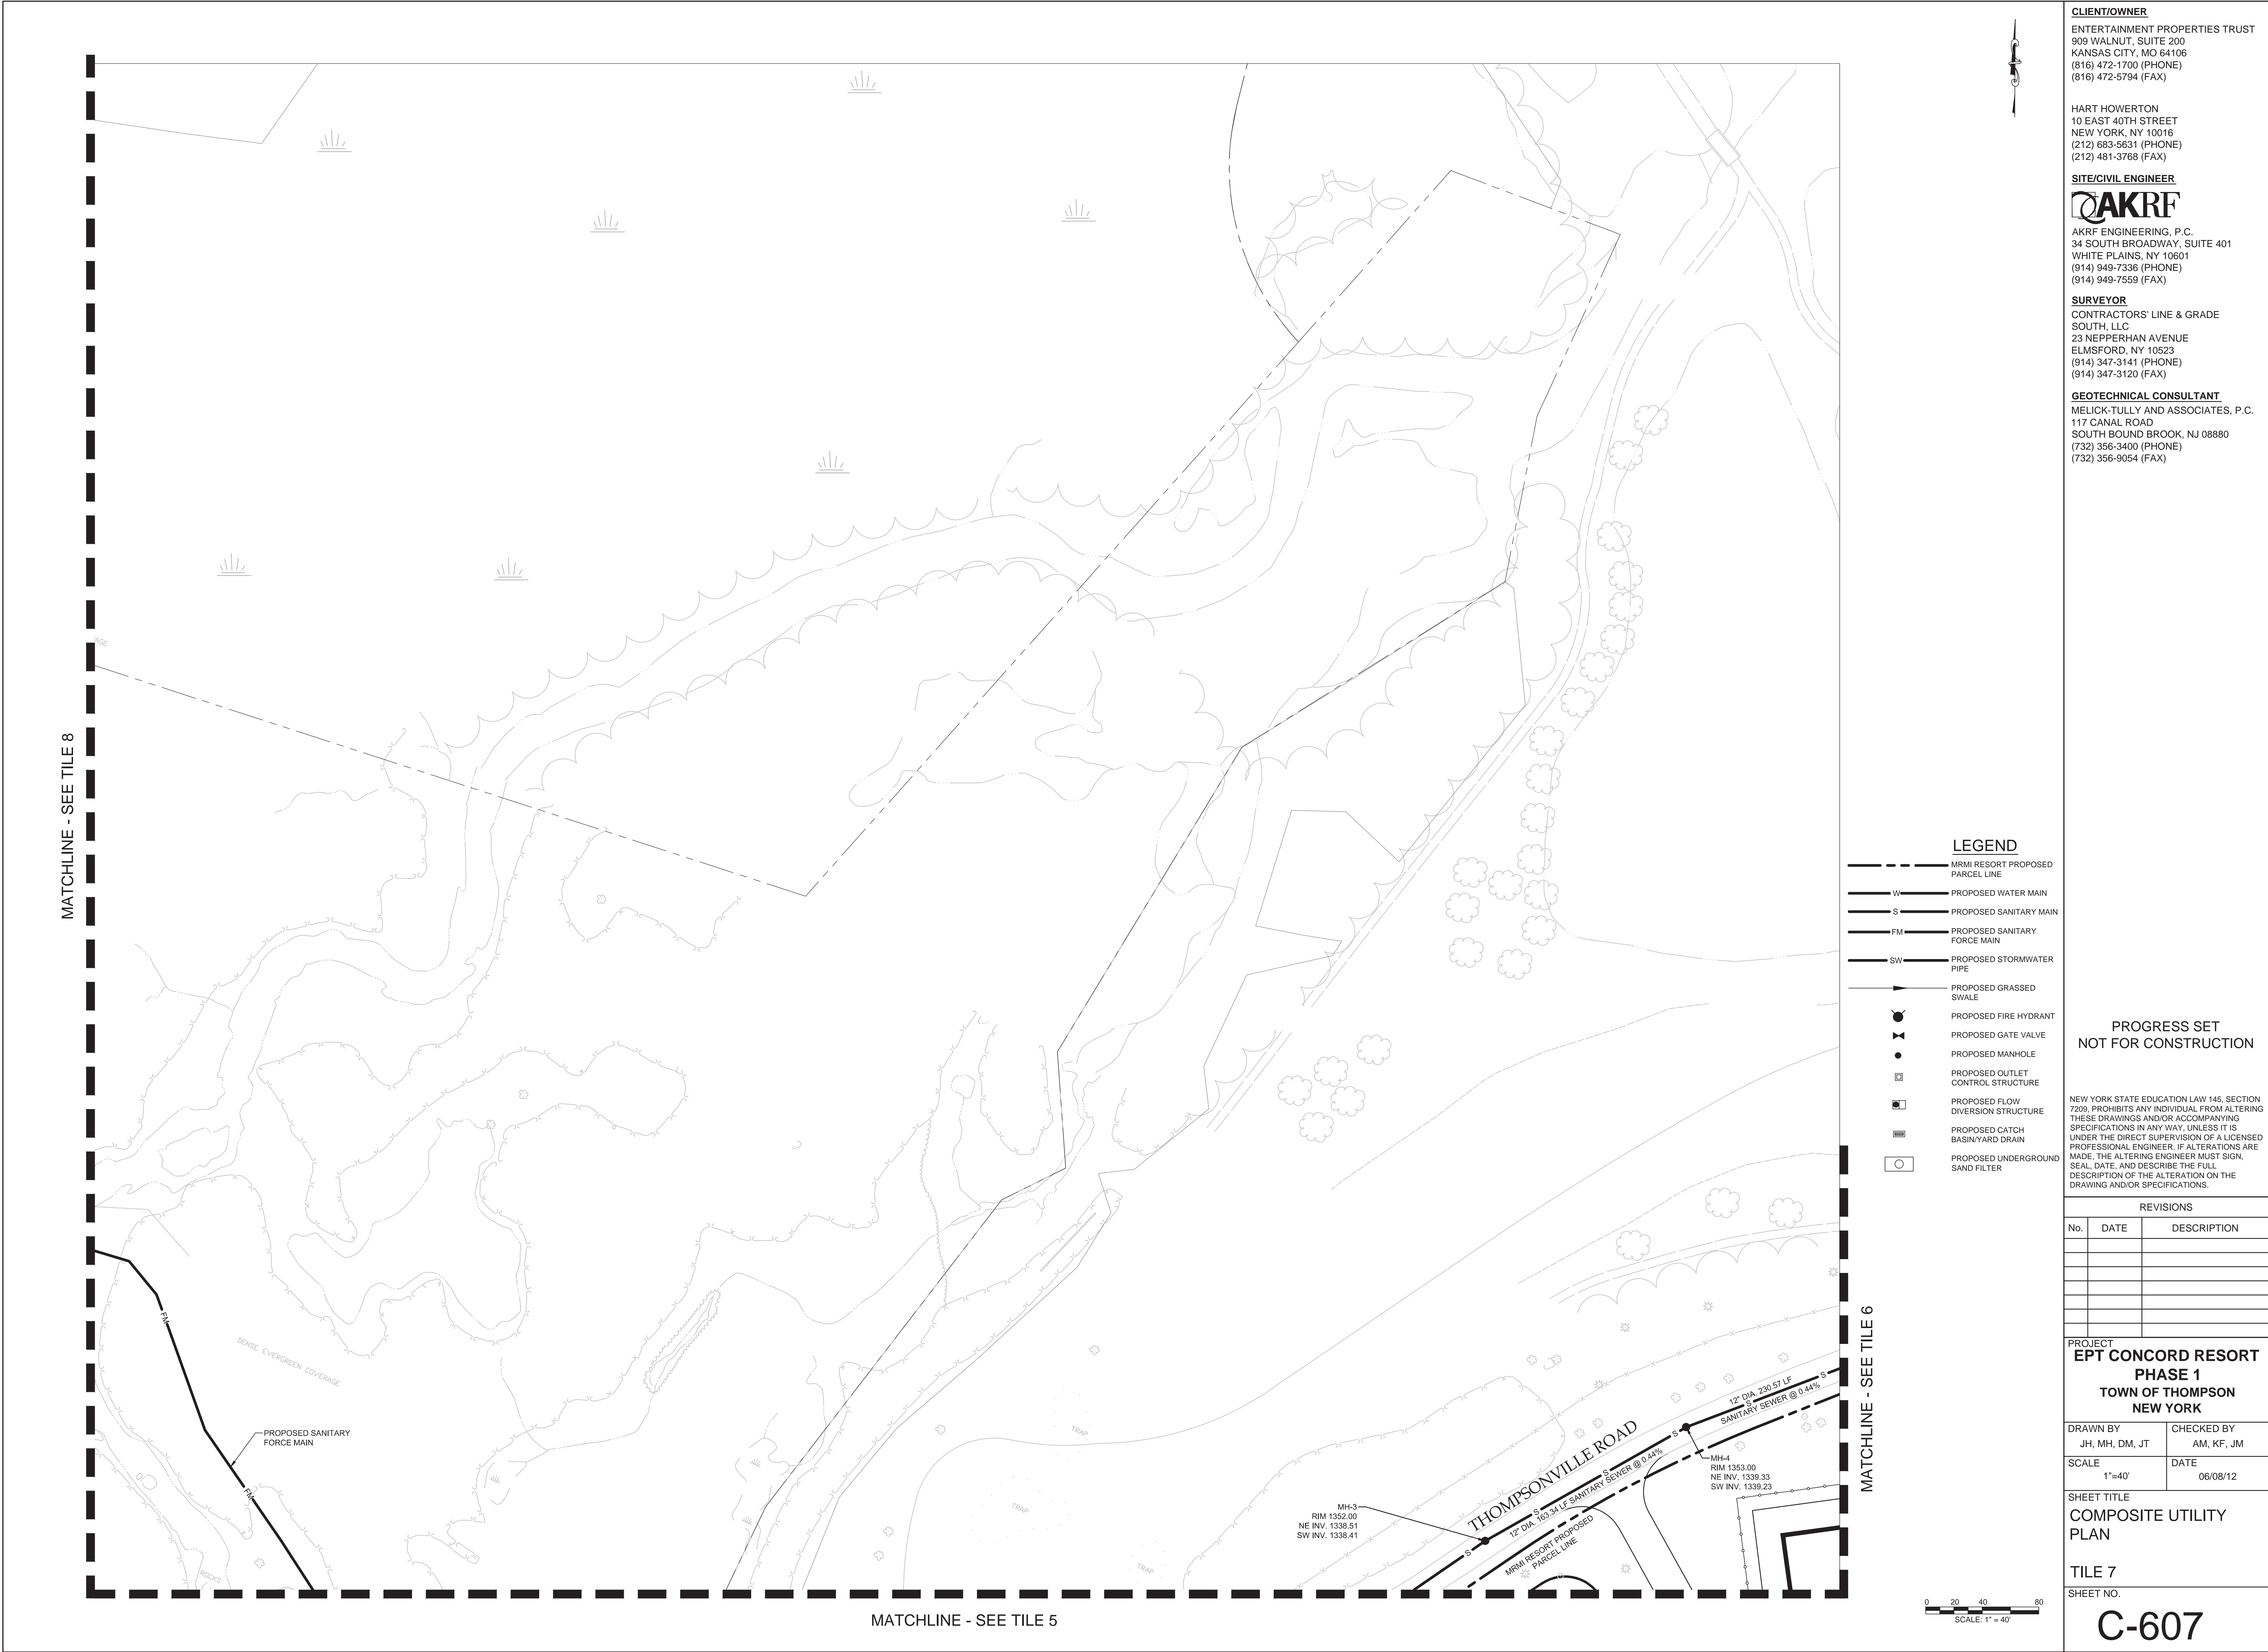 MATCHLINE - SEE TILE 8
DENSE EVERGREEN COVERAGE
FM
PROPOSED SANITARY
FORCE MAIN
FM
ROCKS
AGE
TRAP
TRAP
TRAP
MATCHLINE - SEE TILE 5
THOMPSONVILLE ROAD
MH-3
RIM 1352.00
NE INV. 1338.51
SW INV. 1338.41
S
S
S
S
12" DIA. 163.34 LF SANITARY SEWER @ 0.44%
MRMI RESORT PROPOSED
PARCEL LINE
MH-4
RIM 1353.00
NE INV. 1339.33
SW INV. 1339.23
12" DIA. 230.57 LF
S
S
SANITARY SEWER @ 0.44%
MATCHLINE - SEE TILE 6
LEGEND
MRMI RESORT PROPOSED
PARCEL LINE
W
PROPOSED WATER MAIN
S
PROPOSED SANITARY MAIN
FM
PROPOSED SANITARY
FORCE MAIN
SW
PROPOSED STORMWATER
PIPE
PROPOSED GRASSED
SWALE
PROPOSED FIRE HYDRANT
PROPOSED GATE VALVE
PROPOSED MANHOLE
PROPOSED OUTLET
CONTROL STRUCTURE
PROPOSED FLOW
DIVERSION STRUCTURE
PROPOSED CATCH
BASIN/YARD DRAIN
PROPOSED UNDERGROUND
SAND FILTER
0 20 40 80
SCALE: 1" = 40'
CLIENT/OWNER
ENTERTAINMENT PROPERTIES TRUST
909 WALNUT, SUITE 200
KANSAS CITY, MO 64106
(816) 472-1700 (PHONE)
(816) 472-5794 (FAX)
HART HOWERTON
10 EAST 40TH STREET
NEW YORK, NY 10016
(212) 683-5631 (PHONE)
(212) 481-3768 (FAX)
SITE/CIVIL ENGINEER
AKRF
AKRF ENGINEERING, P.C.
34 SOUTH BROADWAY, SUITE 401
WHITE PLAINS, NY 10601
(914) 949-7336 (PHONE)
(914) 949-7559 (FAX)
SURVEYOR
CONTRACTORS' LINE & GRADE
SOUTH, LLC
23 NEPPERHAN AVENUE
ELMSFORD, NY 10523
(914) 347-3141 (PHONE)
(914) 347-3120 (FAX)
GEOTECHNICAL CONSULTANT
MELICK-TULLY AND ASSOCIATES, P.C.
117 CANAL ROAD
SOUTH BOUND BROOK, NJ 08880
(732) 356-3400 (PHONE)
(732) 356-9054 (FAX)
PROGRESS SET
NOT FOR CONSTRUCTION
NEW YORK STATE EDUCATION LAW 145, SECTION
7209, PROHIBITS ANY INDIVIDUAL FROM ALTERING
THESE DRAWINGS AND/OR ACCOMPANYING
SPECIFICATIONS IN ANY WAY, UNLESS IT IS
UNDER THE DIRECT SUPERVISION OF A LICENSED
PROFESSIONAL ENGINEER. IF ALTERATIONS ARE
MADE, THE ALTERING ENGINEER MUST SIGN,
SEAL, DATE, AND DESCRIBE THE FULL
DESCRIPTION OF THE ALTERATION ON THE
DRAWING AND/OR SPECIFICATIONS.
REVISIONS
No. DATE DESCRIPTION
PROJECT
EPT CONCORD RESORT
PHASE 1
TOWN OF THOMPSON
NEW YORK
DRAWN BY
JH, MH, DM, JT
CHECKED BY
AM, KF, JM
SCALE
1"=40'
DATE
06/08/12
SHEET TITLE
COMPOSITE UTILITY
PLAN
TILE 7
SHEET NO.
C-607